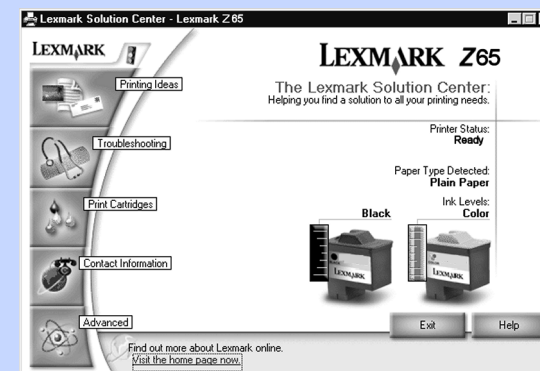 Lexmark Solution Center - Lexmark Z65
LEXMARK
Printing Ideas
Troubleshooting
Print Cartridges
Contact Information
Advanced
LEXMARK Z65
The Lexmark Solution Center:
Helping you find a solution to all your printing needs.
Printer Status:
Ready
Paper Type Detected:
Plain Paper
Ink Levels:
Black
Color
LEXMARK
LEXMARK
Exit
Help
Find out more about Lexmark online.
Visit the home page now.